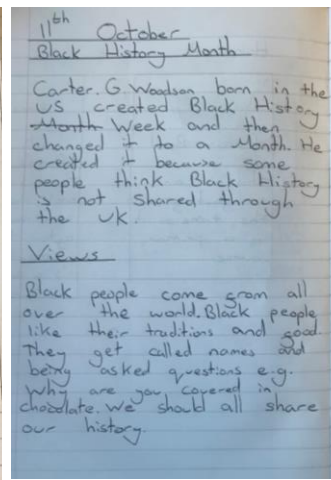 11th October
Black History Month
Carter. G. Woodson born in the
US created Black History
Month Week and then
changed it to a Month. He
created it because some
people think Black History
is not shared through
the UK.
Views
Black people come from all
over the world. Black people
like their traditions and good.
They get called names and
being asked questions e.g.
Why are you covered in
chocolate. We should all share
our history.